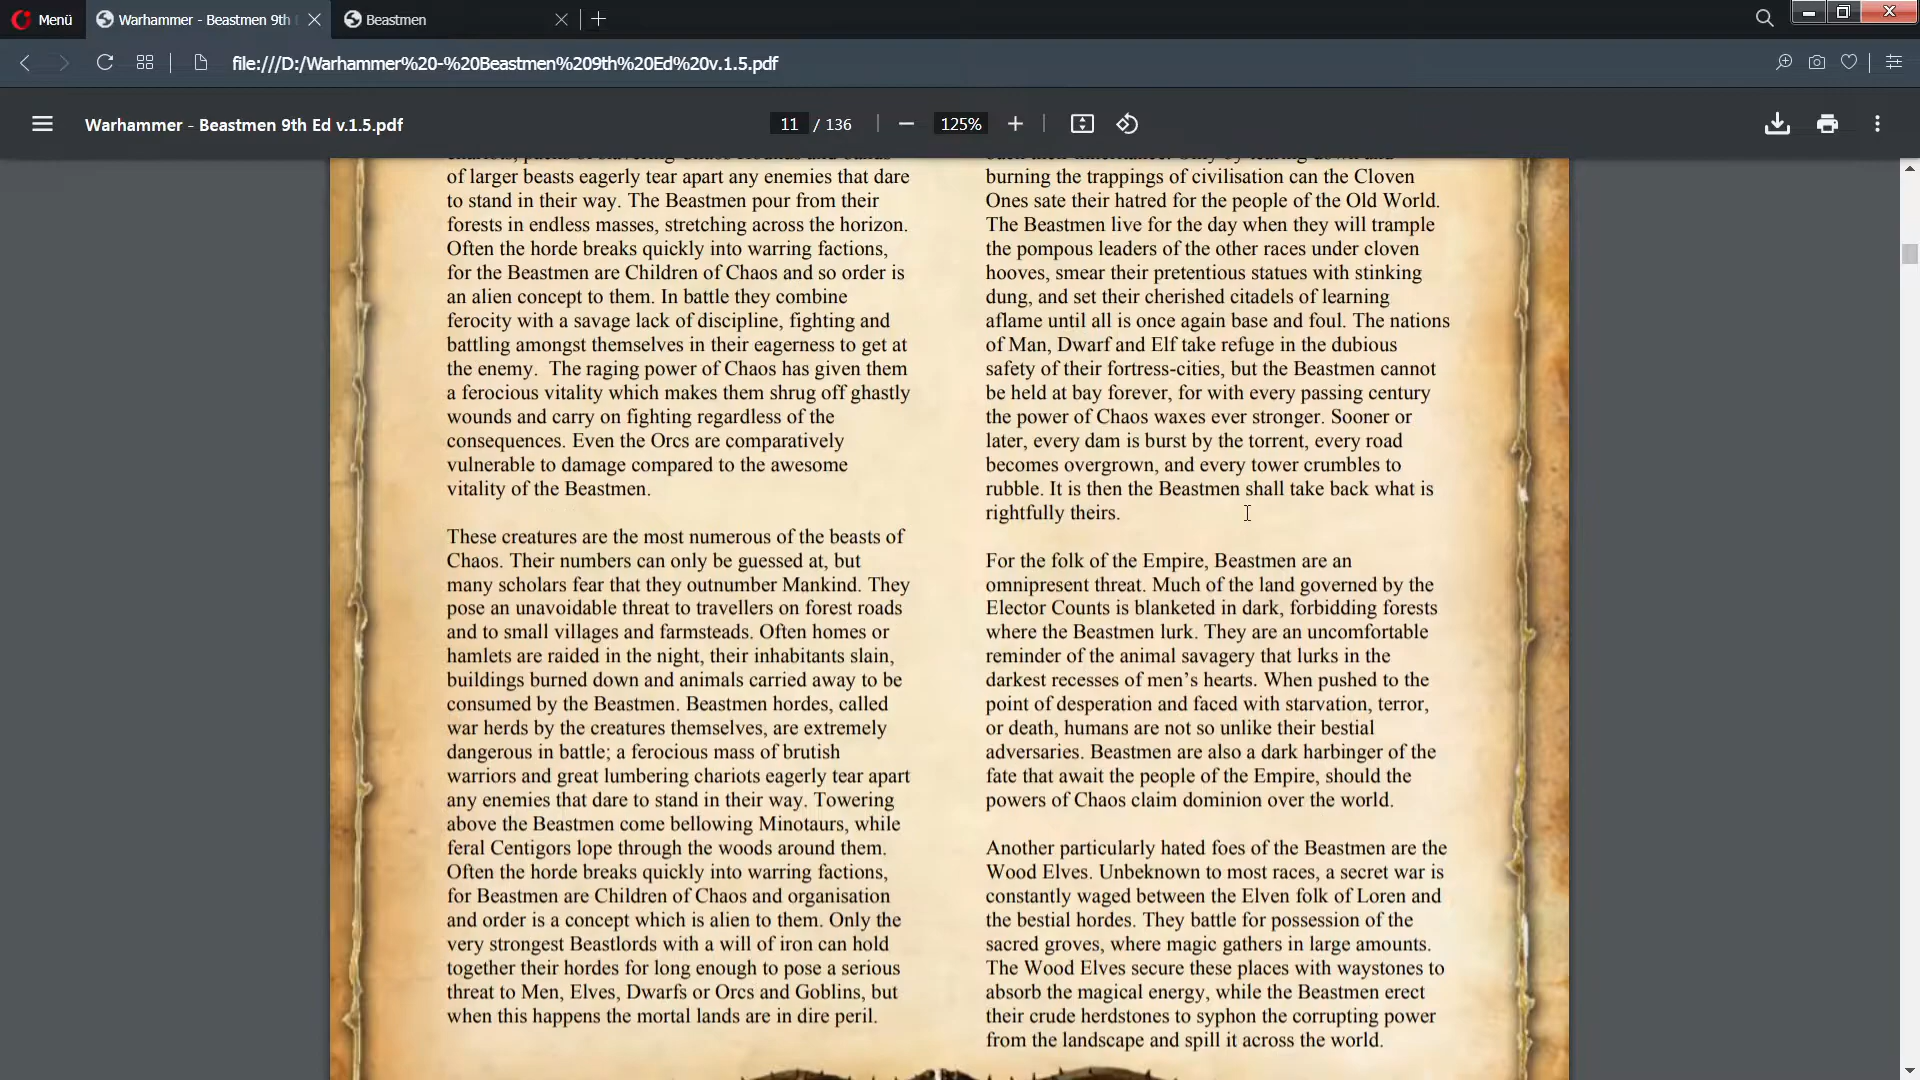 Menü
Warhammer - Beastmen 9th
Beastmen
file:///D:/Warhammer%20-%20Beastmen%209th%20Ed%20v.1.5.pdf
Warhammer - Beastmen 9th Ed v.1.5.pdf
11 / 136
125%
of larger beasts eagerly tear apart any enemies that dare
to stand in their way. The Beastmen pour from their
forests in endless masses, stretching across the horizon.
Often the horde breaks quickly into warring factions,
for the Beastmen are Children of Chaos and so order is
an alien concept to them. In battle they combine
ferocity with a savage lack of discipline, fighting and
battling amongst themselves in their eagerness to get at
the enemy.  The raging power of Chaos has given them
a ferocious vitality which makes them shrug off ghastly
wounds and carry on fighting regardless of the
consequences. Even the Orcs are comparatively
vulnerable to damage compared to the awesome
vitality of the Beastmen.
These creatures are the most numerous of the beasts of
Chaos. Their numbers can only be guessed at, but
many scholars fear that they outnumber Mankind. They
pose an unavoidable threat to travellers on forest roads
and to small villages and farmsteads. Often homes or
hamlets are raided in the night, their inhabitants slain,
buildings burned down and animals carried away to be
consumed by the Beastmen. Beastmen hordes, called
war herds by the creatures themselves, are extremely
dangerous in battle; a ferocious mass of brutish
warriors and great lumbering chariots eagerly tear apart
any enemies that dare to stand in their way. Towering
above the Beastmen come bellowing Minotaurs, while
feral Centigors lope through the woods around them.
Often the horde breaks quickly into warring factions,
for Beastmen are Children of Chaos and organisation
and order is a concept which is alien to them. Only the
very strongest Beastlords with a will of iron can hold
together their hordes for long enough to pose a serious
threat to Men, Elves, Dwarfs or Orcs and Goblins, but
when this happens the mortal lands are in dire peril.
burning the trappings of civilisation can the Cloven
Ones sate their hatred for the people of the Old World.
The Beastmen live for the day when they will trample
the pompous leaders of the other races under cloven
hooves, smear their pretentious statues with stinking
dung, and set their cherished citadels of learning
aflame until all is once again base and foul. The nations
of Man, Dwarf and Elf take refuge in the dubious
safety of their fortress-cities, but the Beastmen cannot
be held at bay forever, for with every passing century
the power of Chaos waxes ever stronger. Sooner or
later, every dam is burst by the torrent, every road
becomes overgrown, and every tower crumbles to
rubble. It is then the Beastmen shall take back what is
rightfully theirs.
For the folk of the Empire, Beastmen are an
omnipresent threat. Much of the land governed by the
Elector Counts is blanketed in dark, forbidding forests
where the Beastmen lurk. They are an uncomfortable
reminder of the animal savagery that lurks in the
darkest recesses of men's hearts. When pushed to the
point of desperation and faced with starvation, terror,
or death, humans are not so unlike their bestial
adversaries. Beastmen are also a dark harbinger of the
fate that await the people of the Empire, should the
powers of Chaos claim dominion over the world.
Another particularly hated foes of the Beastmen are the
Wood Elves. Unbeknown to most races, a secret war is
constantly waged between the Elven folk of Loren and
the bestial hordes. They battle for possession of the
sacred groves, where magic gathers in large amounts.
The Wood Elves secure these places with waystones to
absorb the magical energy, while the Beastmen erect
their crude herdstones to syphon the corrupting power
from the landscape and spill it across the world.